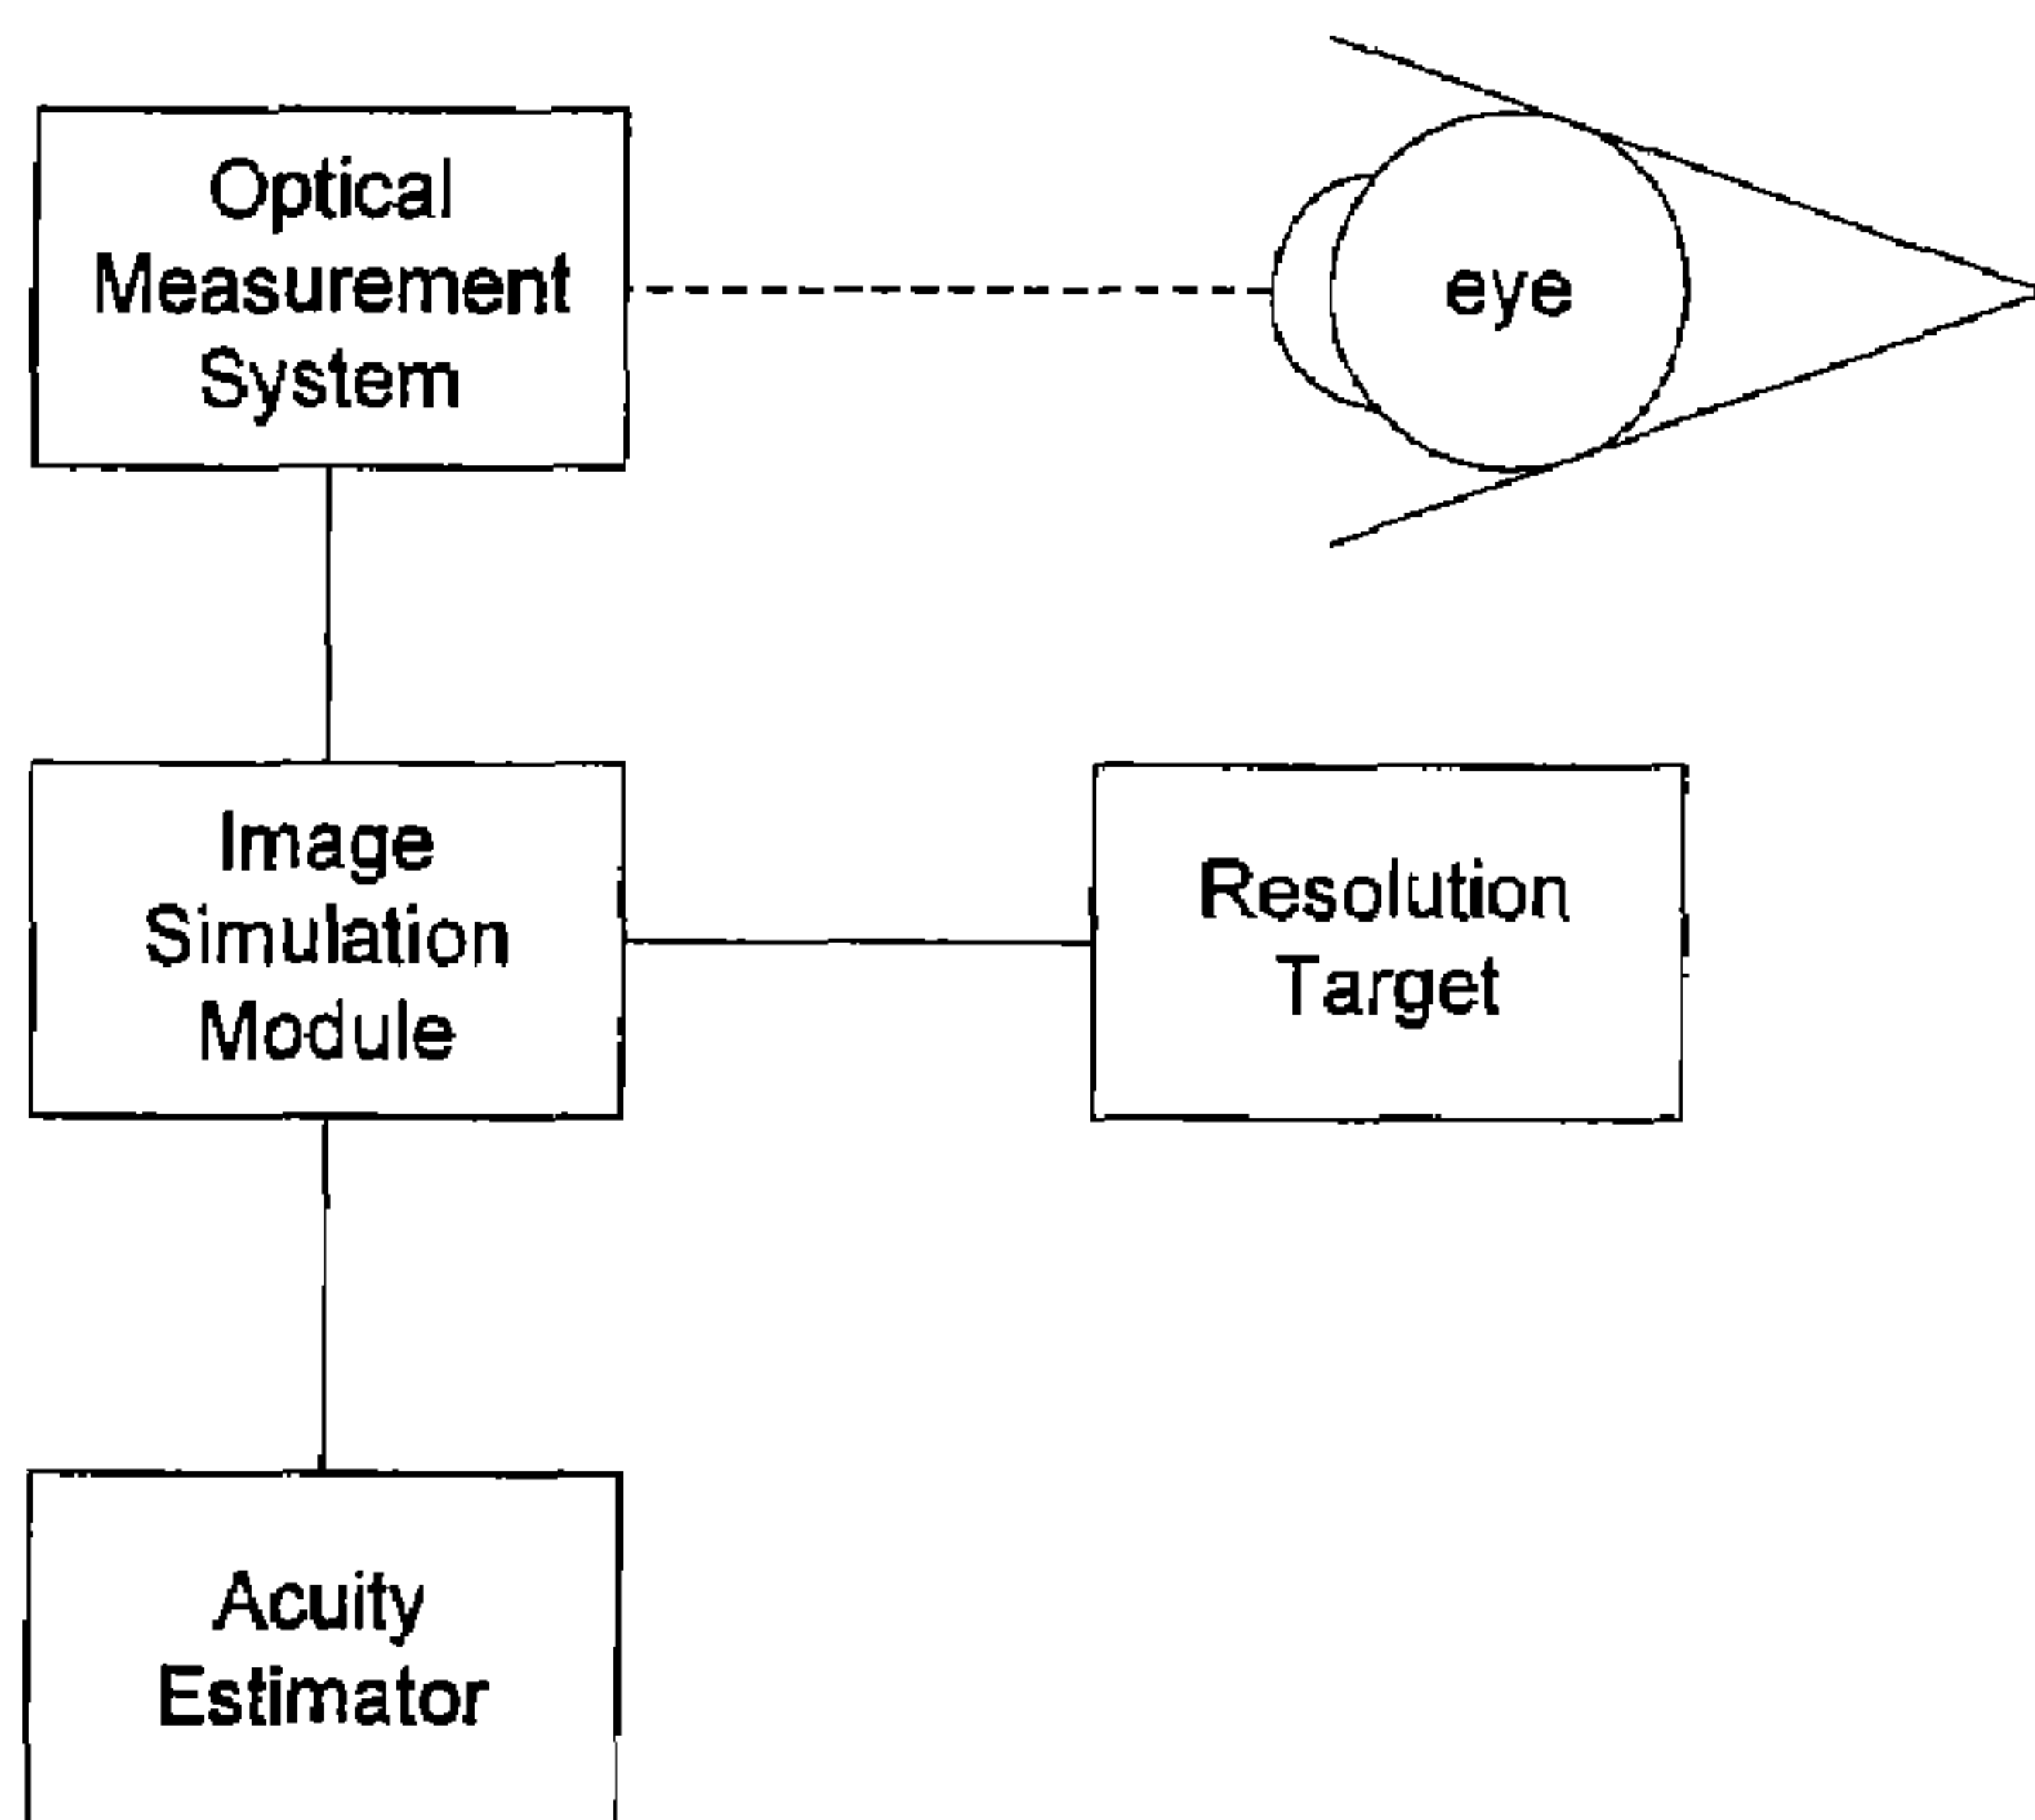 Optical
Measurement
System
eye
Image
Simulation
Module
Resolution
Target
Acuity
Estimator